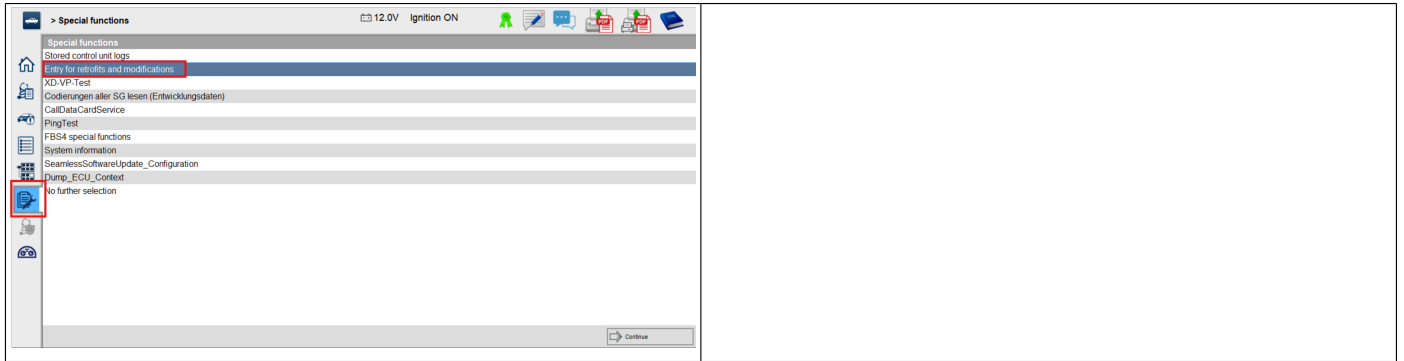 > Special functions
12.0V Ignition ON
Special functions
Stored control unit logs
Entry for retrofits and modifications
XD-VP-Test
Codierungen aller SG lesen (Entwicklungsdaten)
CallDataCardService
PingTest
FBS4 special functions
System information
SeamlessSoftwareUpdate_Configuration
Dump_ECU_Context
No further selection
Continue